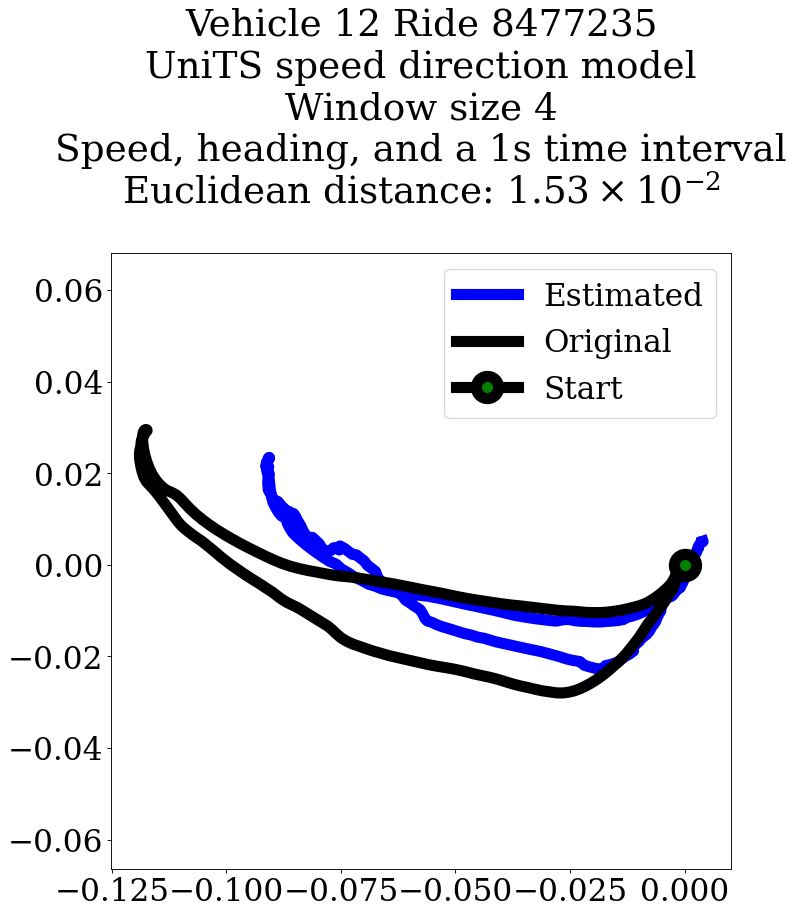 Vehicle 12 Ride 8477235
UniTS speed direction model
Window size 4
Speed, heading, and a 1s time interval
Euclidean distance: 1.53 × 10⁻²
Estimated
Original
Start
0.06
0.04
0.02
0.00
−0.02
−0.04
−0.06
−0.125 −0.100 −0.075 −0.050 −0.025 0.000